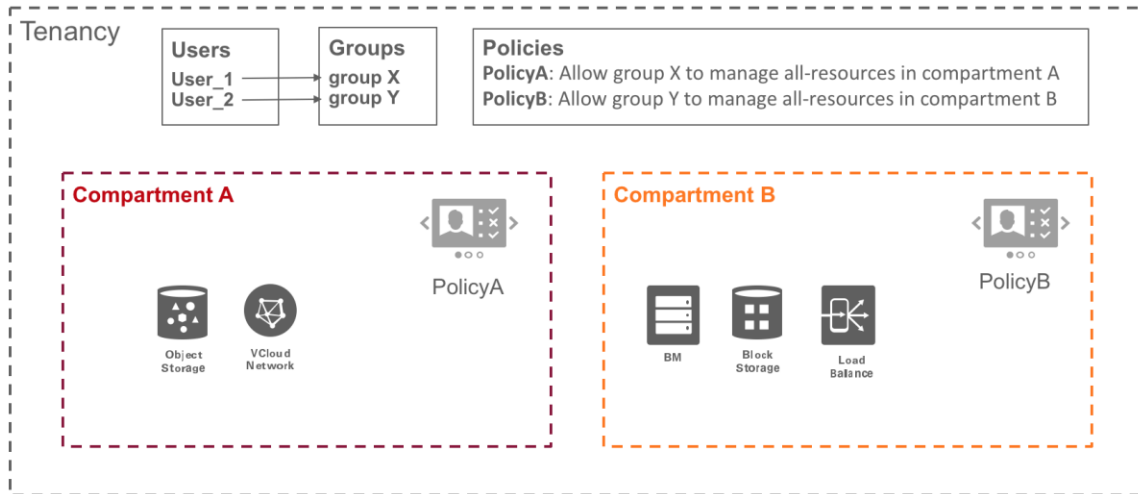 Tenancy
Users
User_1
User_2
Groups
group X
group Y
Policies
PolicyA: Allow group X to manage all-resources in compartment A
PolicyB: Allow group Y to manage all-resources in compartment B
Compartment A
PolicyA
Object
Storage
VCloud
Network
Compartment B
PolicyB
BM
Block
Storage
Load
Balance